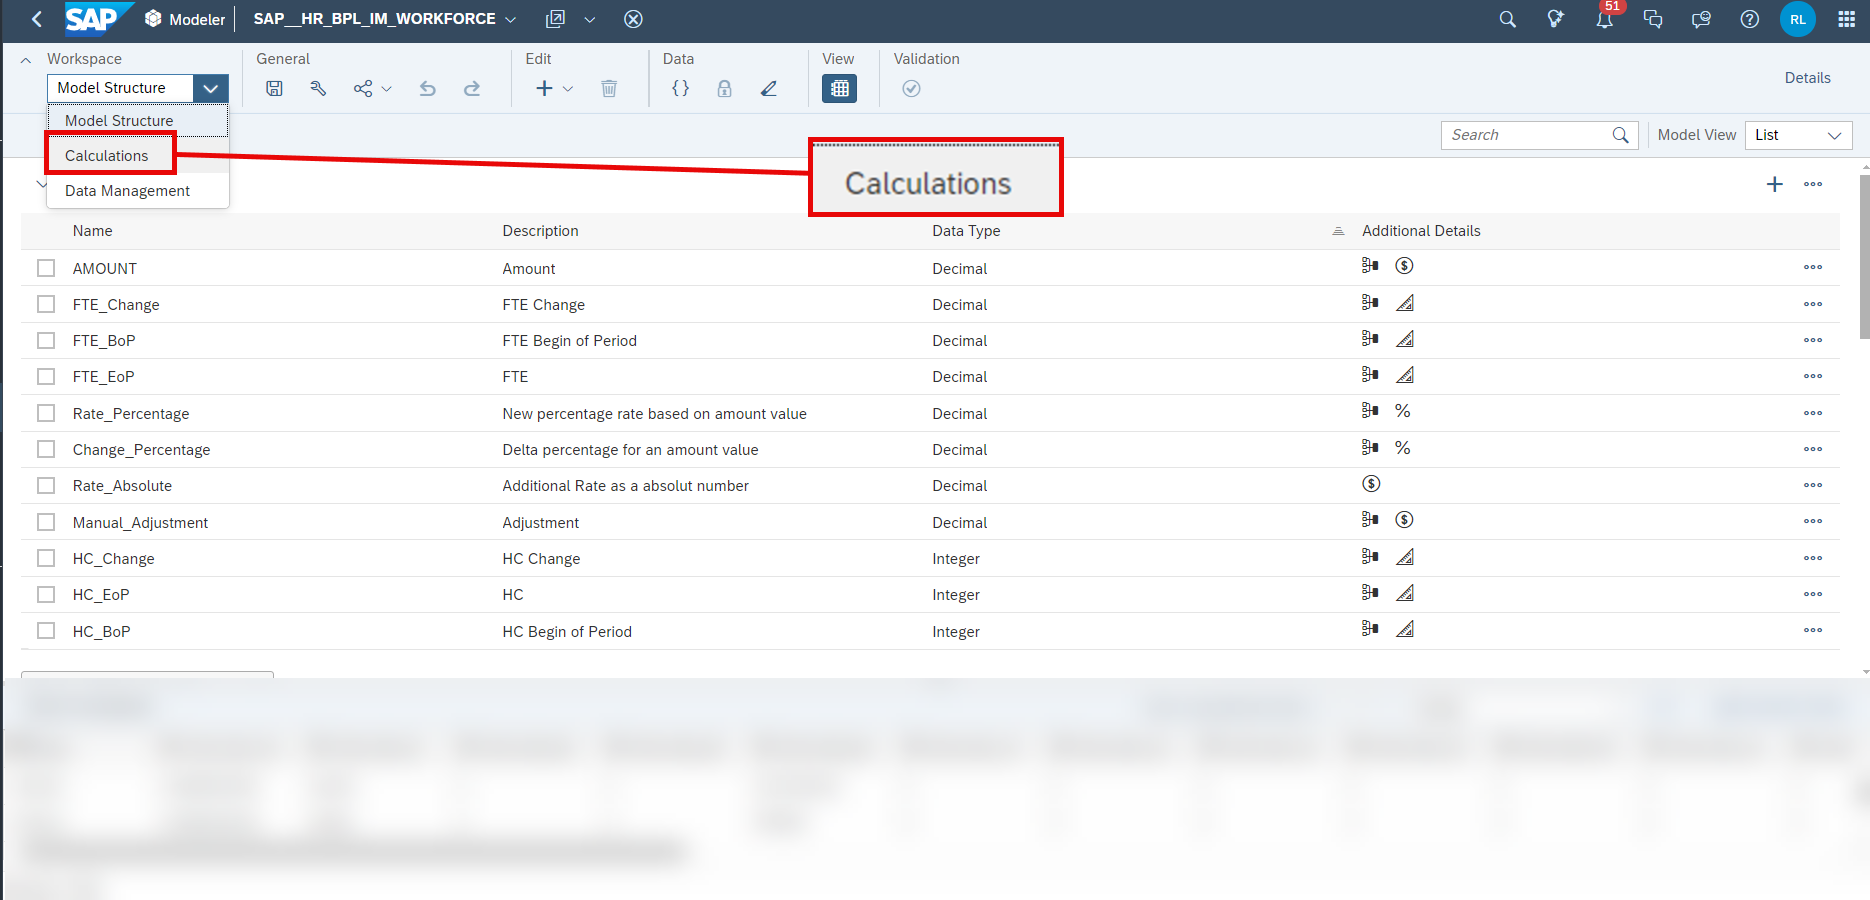 SAP Modeler SAP__HR_BPL_IM_WORKFORCE 51 RL
Workspace General Edit Data View Validation
Model Structure Details
Model Structure
Calculations
Data Management
Search Model View List
Calculations
Name Description Data Type Additional Details
AMOUNT Amount Decimal
FTE_Change FTE Change Decimal
FTE_BoP FTE Begin of Period Decimal
FTE_EoP FTE Decimal
Rate_Percentage New percentage rate based on amount value Decimal %
Change_Percentage Delta percentage for an amount value Decimal %
Rate_Absolute Additional Rate as a absolut number Decimal
Manual_Adjustment Adjustment Decimal
HC_Change HC Change Integer
HC_EoP HC Integer
HC_BoP HC Begin of Period Integer